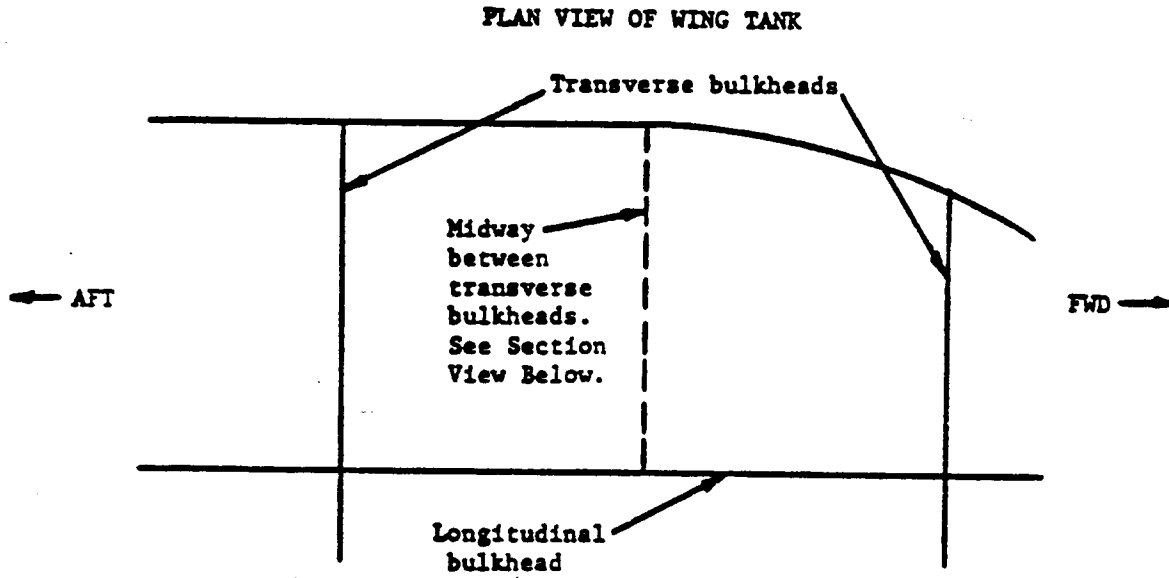 PLAN VIEW OF WING TANK
Transverse bulkheads
Midway
between
transverse
bulkheads.
See Section
View Below.
AFT
FWD
Longitudinal
bulkhead